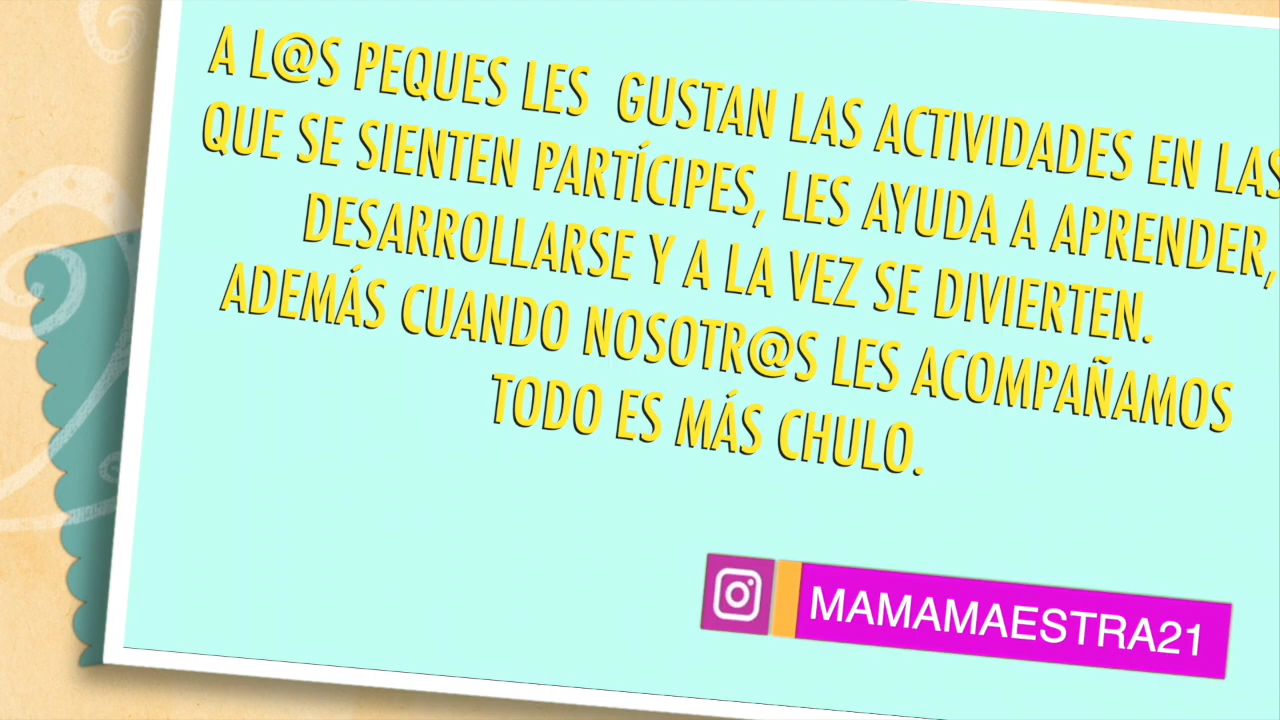 A L@S PEQUES LES GUSTAN LAS ACTIVIDADES EN LAS
QUE SE SIENTEN PARTÍCIPES, LES AYUDA A APRENDER,
DESARROLLARSE Y A LA VEZ SE DIVIERTEN.
ADEMÁS CUANDO NOSOTR@S LES ACOMPAÑAMOS
TODO ES MÁS CHULO.
MAMAMAESTRA21